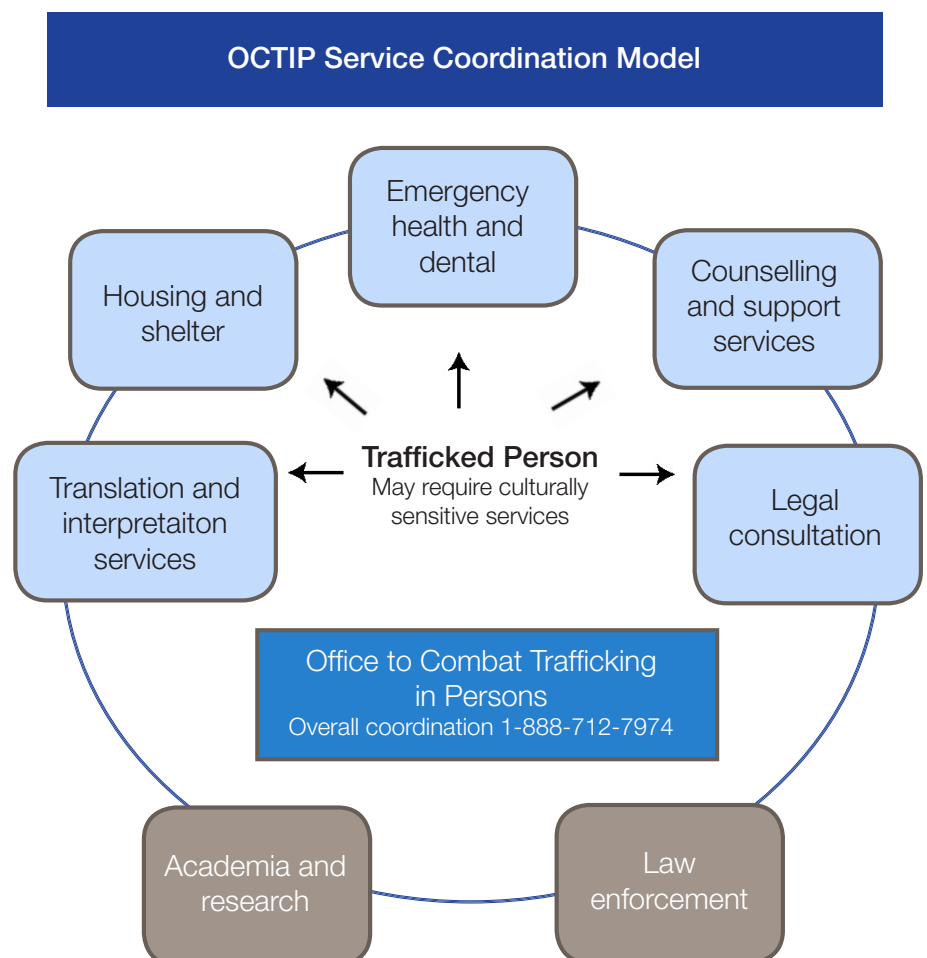 OCTIP Service Coordination Model
Emergency
health and
dental
Housing and
shelter
Counselling
and support
services
Trafficked Person
May require culturally
sensitive services
Translation and
interpretaiton
services
Legal
consultation
Office to Combat Trafficking
in Persons
Overall coordination 1-888-712-7974
Academia and
research
Law
enforcement